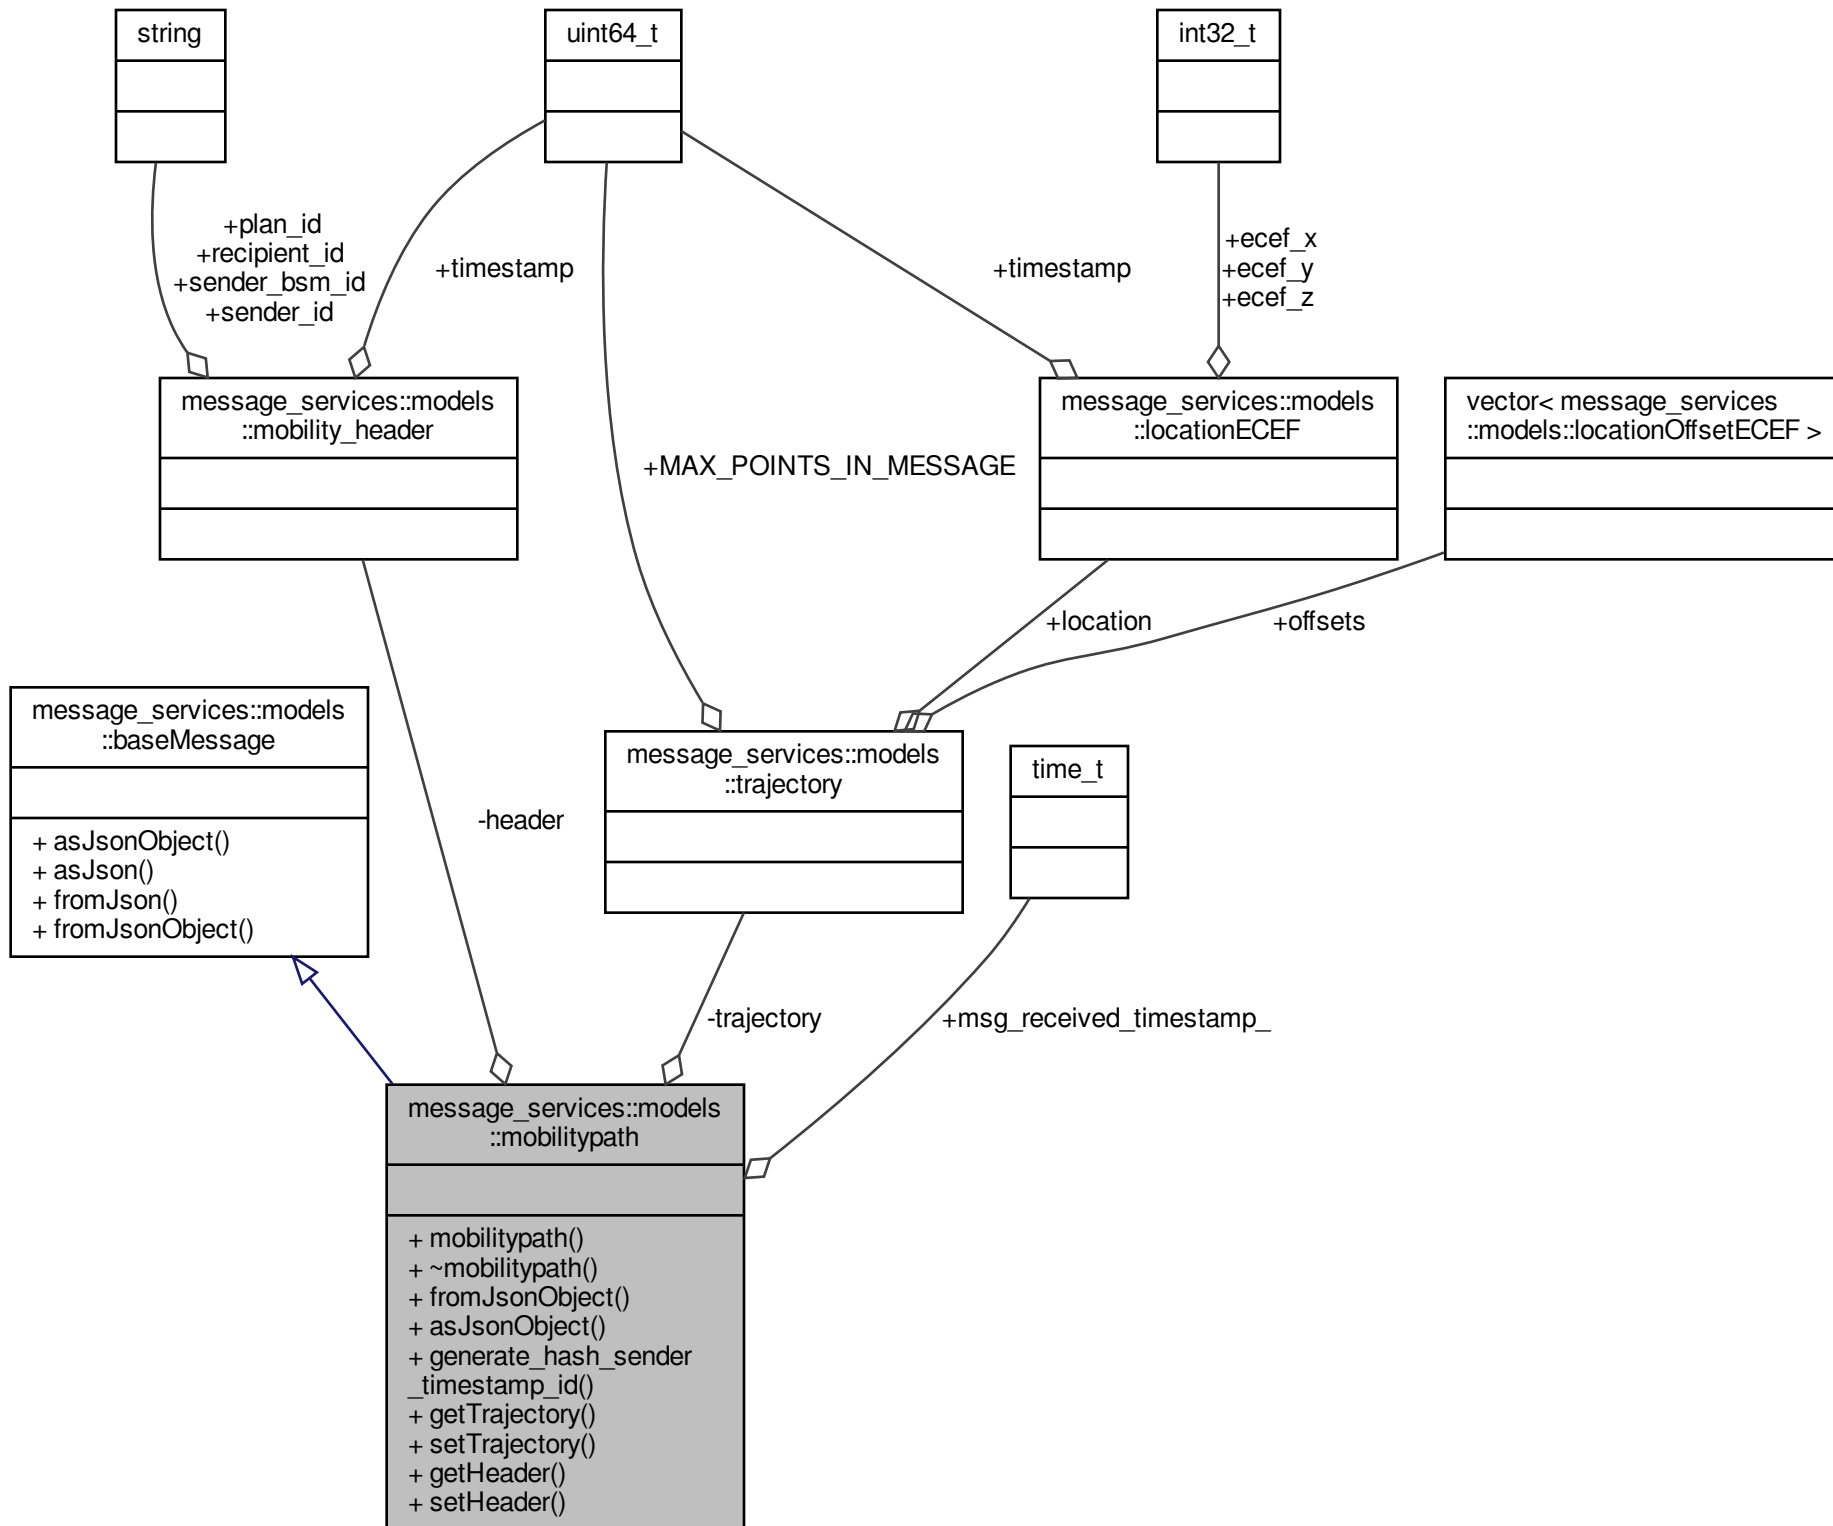 string
uint64_t
int32_t
+plan_id
+recipient_id
+sender_bsm_id
+sender_id
+timestamp
+timestamp
+ecef_x
+ecef_y
+ecef_z
message_services::models
::mobility_header
+MAX_POINTS_IN_MESSAGE
message_services::models
::locationECEF
vector< message_services
::models::locationOffsetECEF >
+location
+offsets
message_services::models
::baseMessage
+ asJsonObject()
+ asJson()
+ fromJson()
+ fromJsonObject()
-header
message_services::models
::trajectory
time_t
-trajectory
+msg_received_timestamp_
message_services::models
::mobilitypath
+ mobilitypath()
+ ~mobilitypath()
+ fromJsonObject()
+ asJsonObject()
+ generate_hash_sender
_timestamp_id()
+ getTrajectory()
+ setTrajectory()
+ getHeader()
+ setHeader()